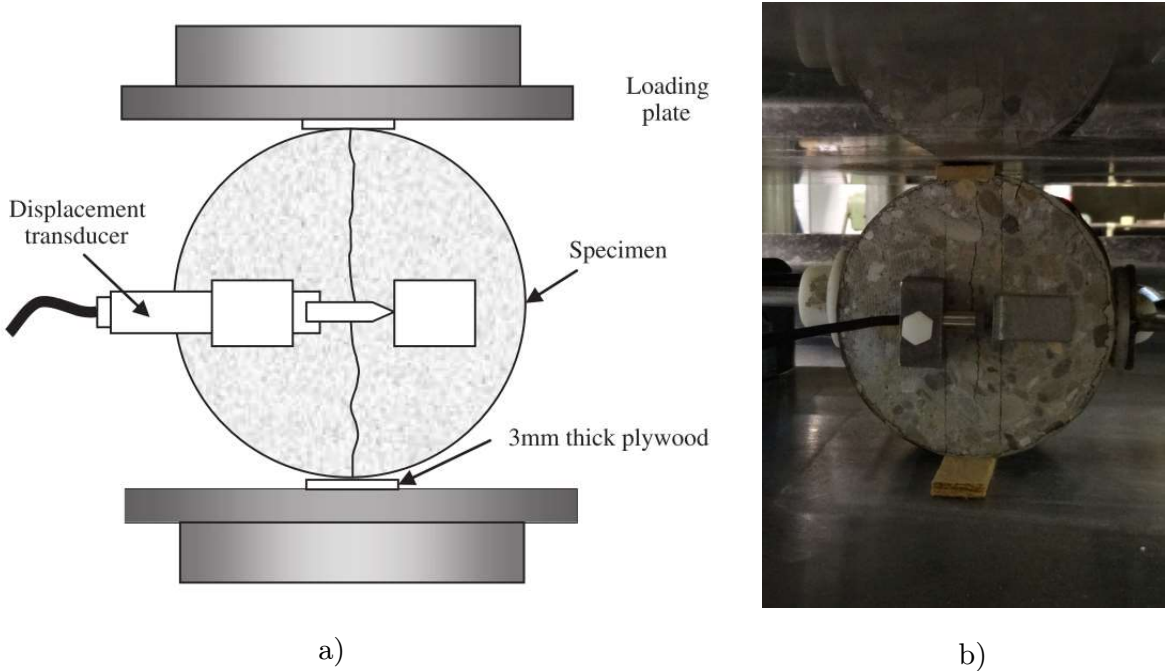 Loading
plate
Displacement
transducer
Specimen
3mm thick plywood
a)
b)